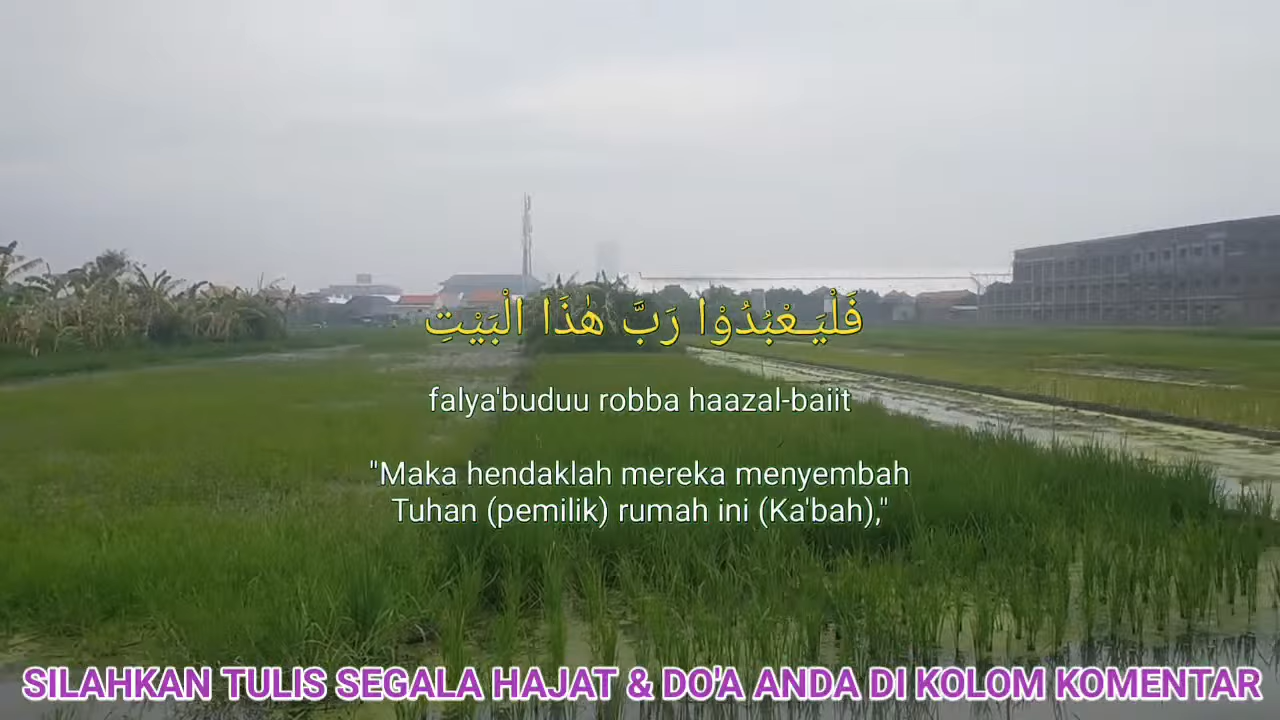 فَلْيَـعْبُدُوْا رَبَّ هٰذَا الْبَيْتِ
falya'buduu robba haazal-baiit
"Maka hendaklah mereka menyembah
Tuhan (pemilik) rumah ini (Ka'bah),"
SILAHKAN TULIS SEGALA HAJAT & DO'A ANDA DI KOLOM KOMENTAR